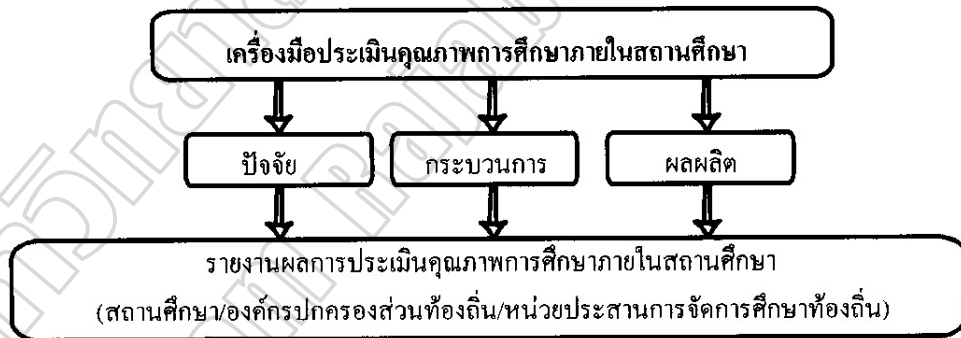 เครื่องมือประเมินคุณภาพการศึกษาภายในสถานศึกษา
ปัจจัย
กระบวนการ
ผลผลิต
รายงานผลการประเมินคุณภาพการศึกษาภายในสถานศึกษา
(สถานศึกษา/องค์กรปกครองส่วนท้องถิ่น/หน่วยประสานการจัดการศึกษาท้องถิ่น)